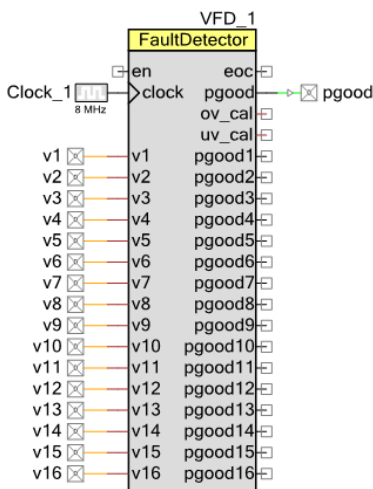 VFD_1
FaultDetector
en eoc
Clock_1 clock pgood pgood
8 MHz
ov_cal
uv_cal
v1 v1 pgood1
v2 v2 pgood2
v3 v3 pgood3
v4 v4 pgood4
v5 v5 pgood5
v6 v6 pgood6
v7 v7 pgood7
v8 v8 pgood8
v9 v9 pgood9
v10 v10 pgood10
v11 v11 pgood11
v12 v12 pgood12
v13 v13 pgood13
v14 v14 pgood14
v15 v15 pgood15
v16 v16 pgood16